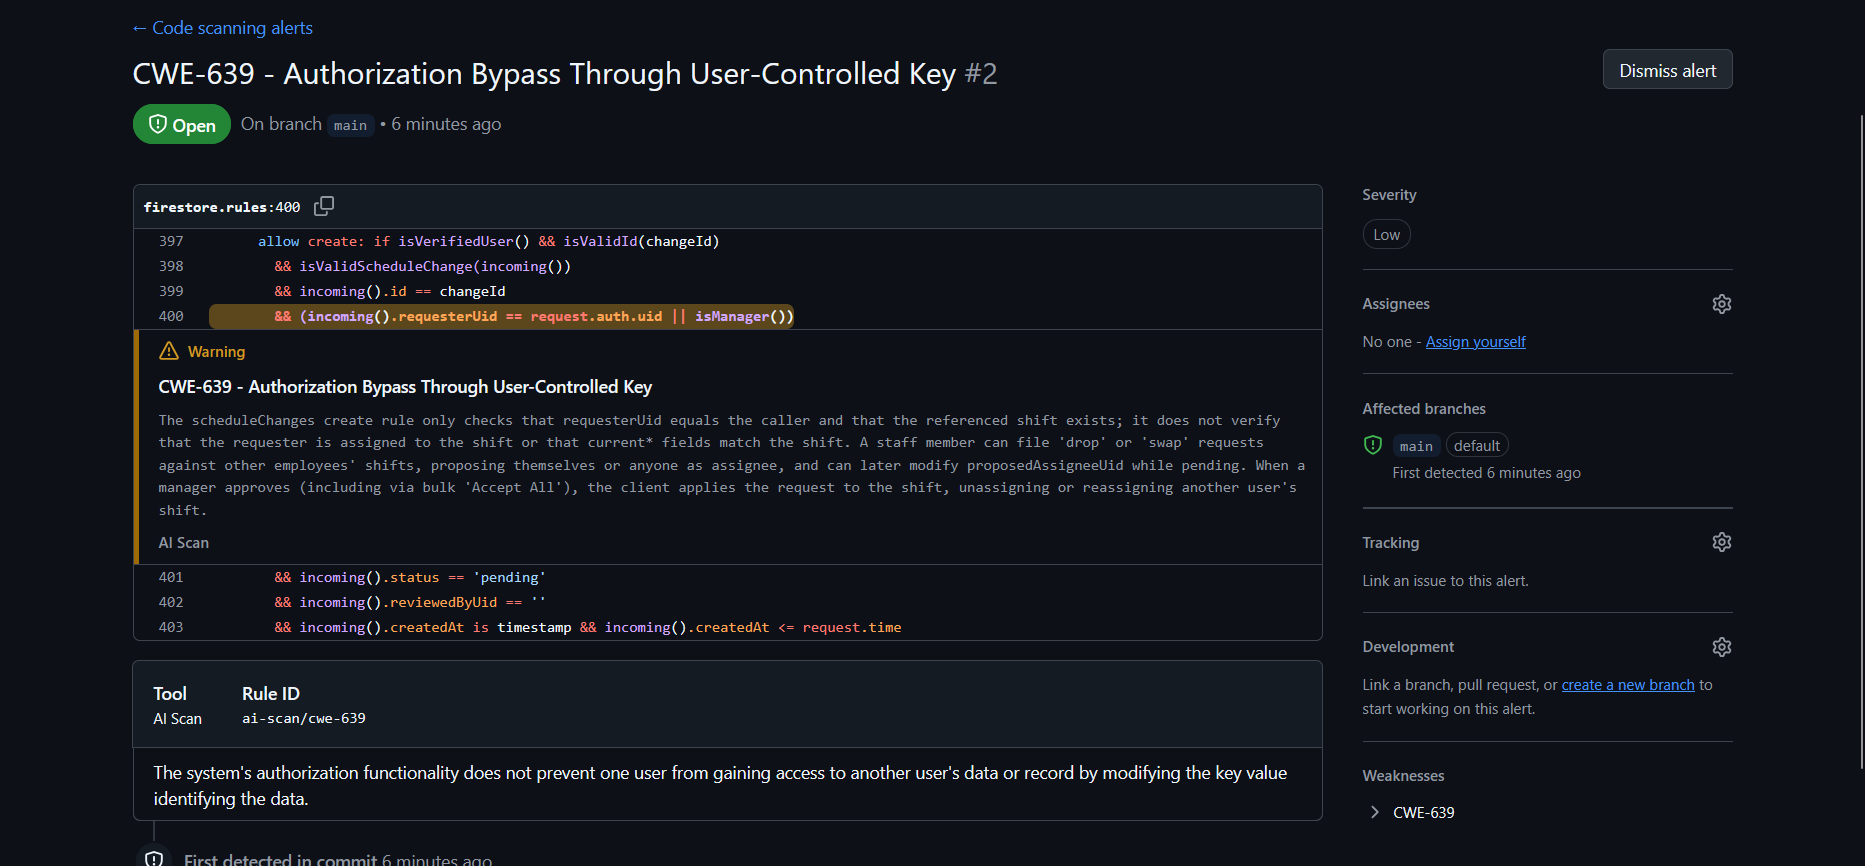 ← Code scanning alerts
CWE-639 - Authorization Bypass Through User-Controlled Key #2
Dismiss alert
Open On branch main • 6 minutes ago
firestore.rules:400
397 allow create: if isVerifiedUser() && isValidId(changeId)
398 && isValidScheduleChange(incoming())
399 && incoming().id == changeId
400 && (incoming().requesterUid == request.auth.uid || isManager())
Warning
CWE-639 - Authorization Bypass Through User-Controlled Key
The scheduleChanges create rule only checks that requesterUid equals the caller and that the referenced shift exists; it does not verify
that the requester is assigned to the shift or that current* fields match the shift. A staff member can file 'drop' or 'swap' requests
against other employees' shifts, proposing themselves or anyone as assignee, and can later modify proposedAssigneeUid while pending. When a
manager approves (including via bulk 'Accept All'), the client applies the request to the shift, unassigning or reassigning another user's
shift.
AI Scan
401 && incoming().status == 'pending'
402 && incoming().reviewedByUid == ''
403 && incoming().createdAt is timestamp && incoming().createdAt <= request.time
Tool Rule ID
AI Scan ai-scan/cwe-639
The system's authorization functionality does not prevent one user from gaining access to another user's data or record by modifying the key value
identifying the data.
First detected in commit 6 minutes ago
Severity
Low
Assignees
No one - Assign yourself
Affected branches
main default
First detected 6 minutes ago
Tracking
Link an issue to this alert.
Development
Link a branch, pull request, or create a new branch to
start working on this alert.
Weaknesses
CWE-639